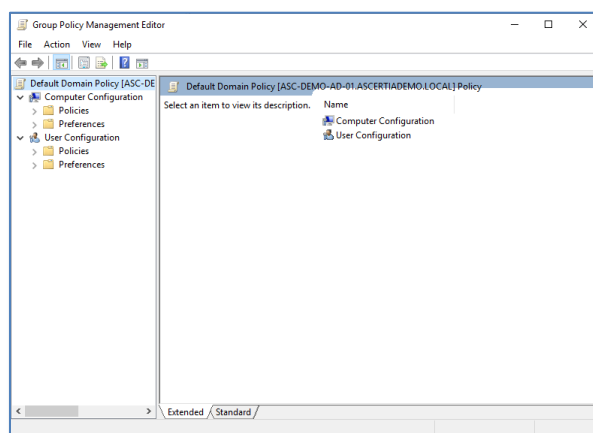 Group Policy Management Editor
File Action View Help
Default Domain Policy [ASC-DE
Computer Configuration
Policies
Preferences
User Configuration
Policies
Preferences
Default Domain Policy [ASC-DEMO-AD-01.ASCERTIADEMO.LOCAL] Policy
Select an item to view its description.
Name
Computer Configuration
User Configuration
Extended Standard